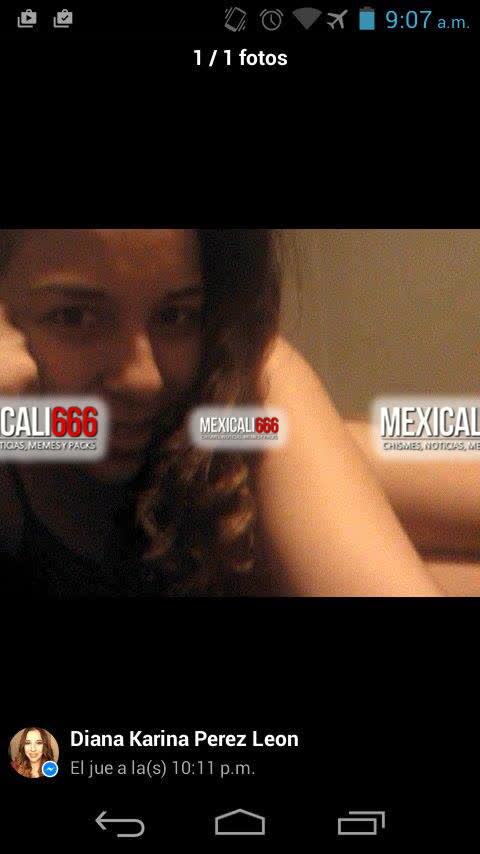 9:07 a.m.
1 / 1 fotos
CALI666
TICIAS, MEMES Y PACKS
MEXICALI666
CHISMES, NOTICIAS, MEMES Y PACKS
MEXICAL
CHISMES, NOTICIAS, ME
Diana Karina Perez Leon
El jue a la(s) 10:11 p.m.